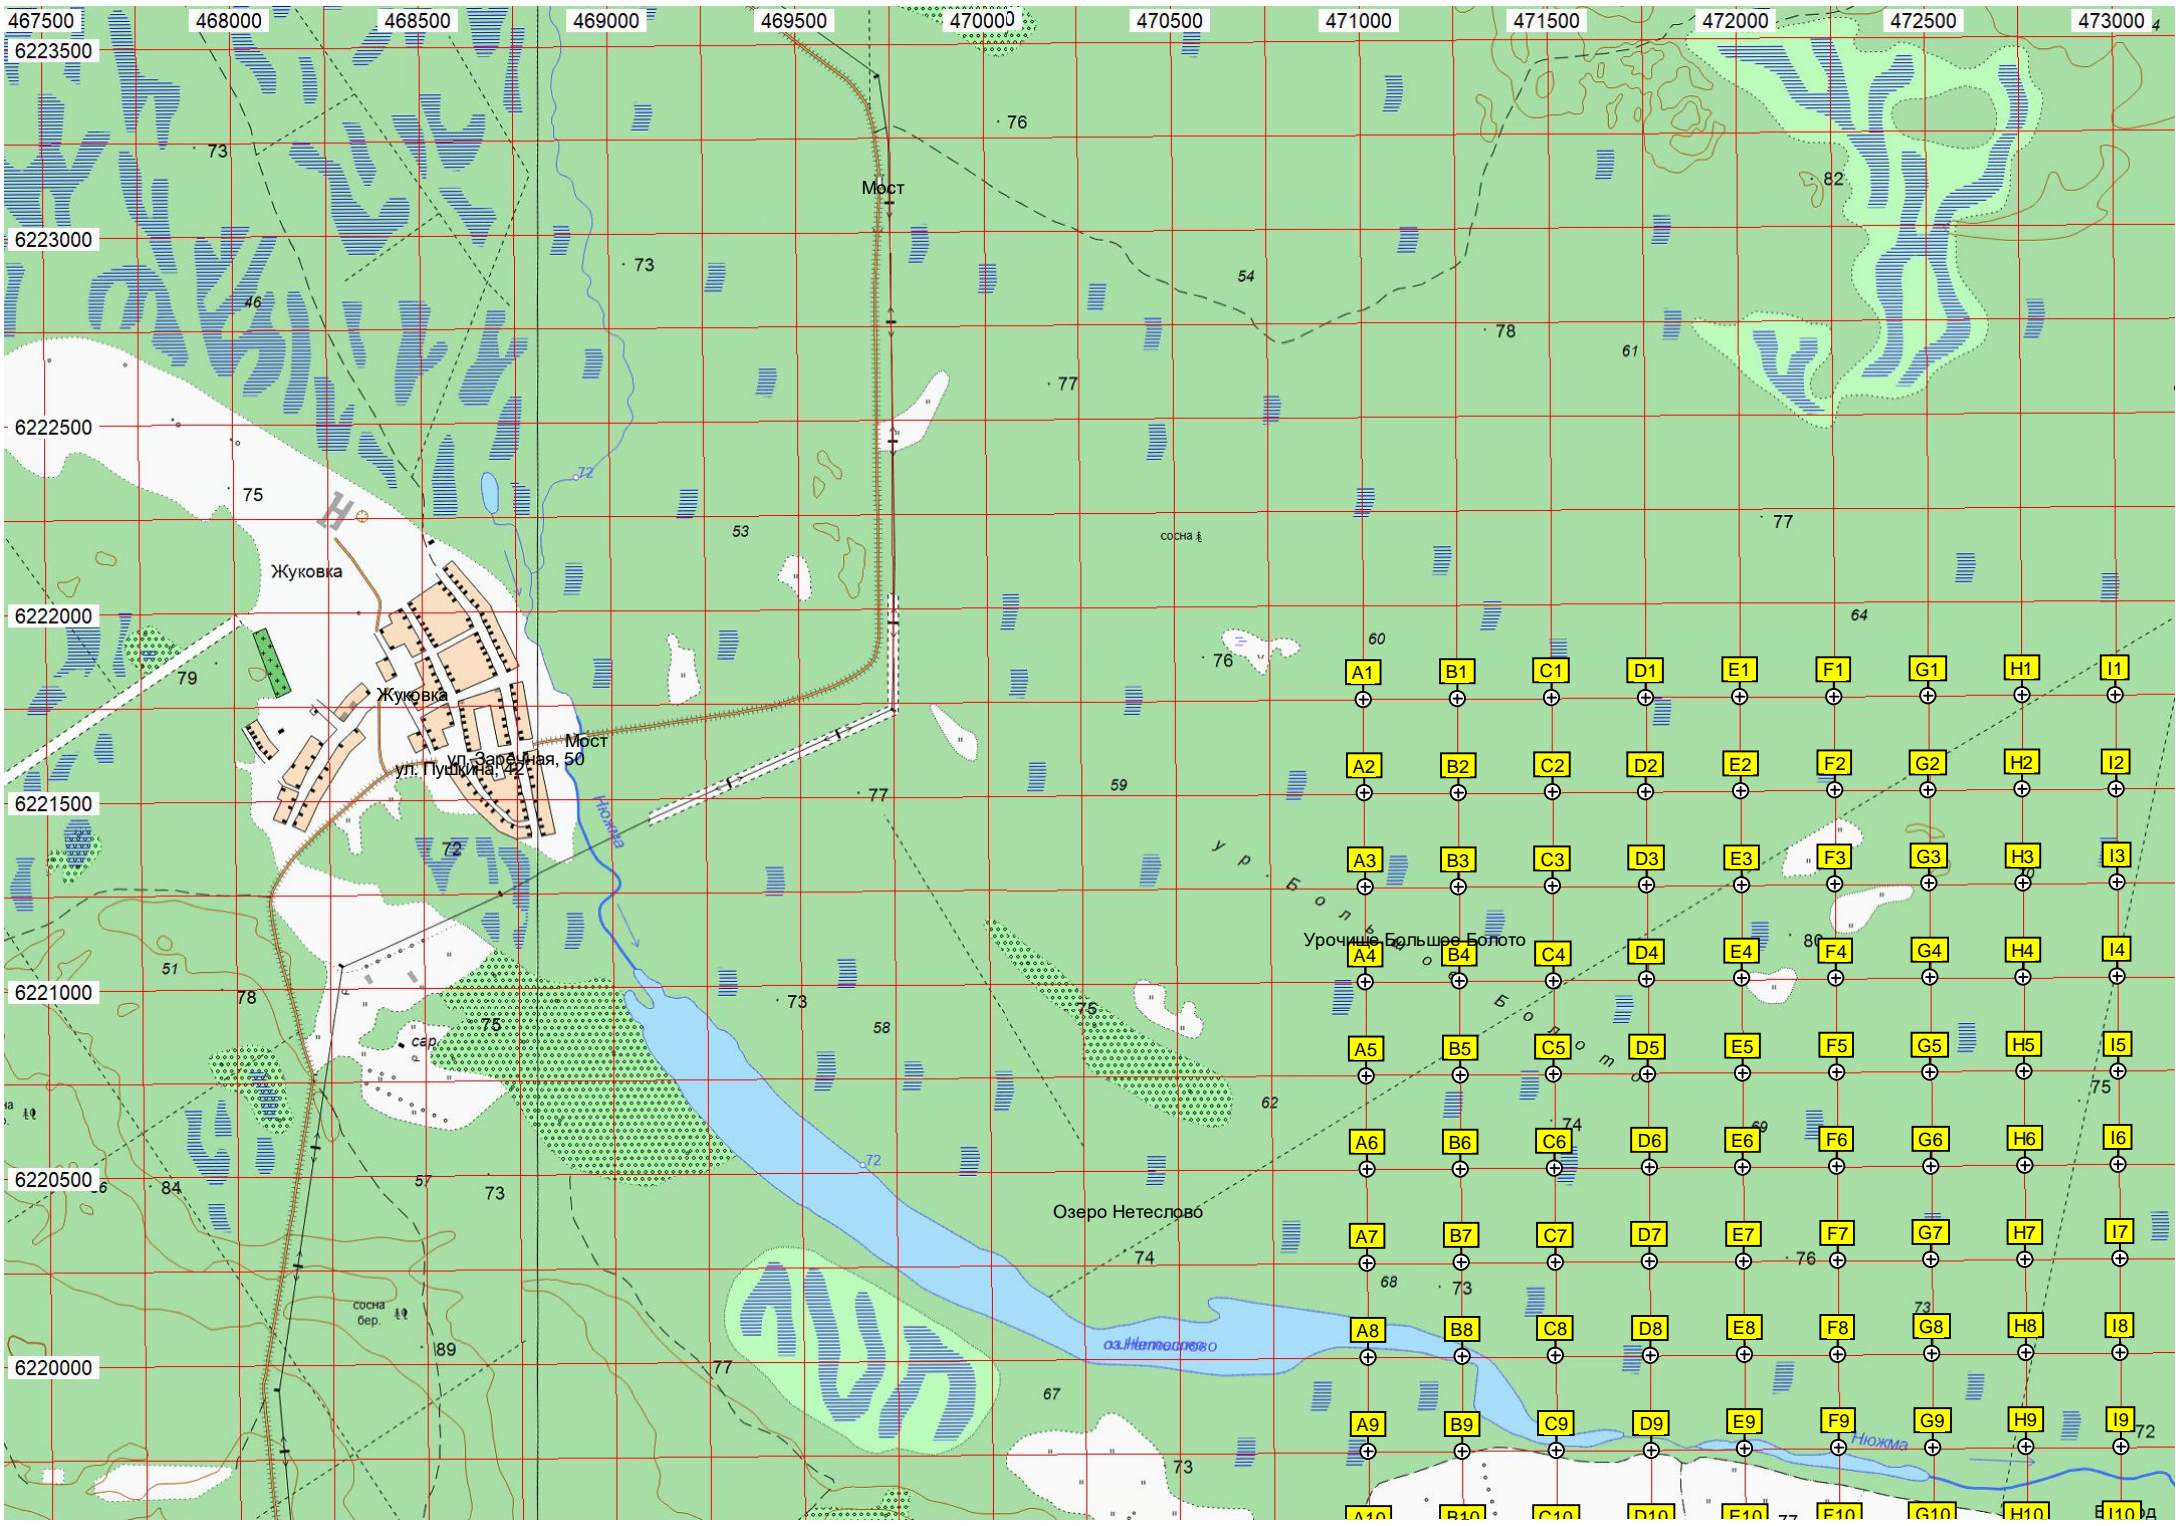 467500 468000 468500 469000 469500 470000 470500 471000 471500 472000 472500 473000
4
6223500
76
73
82
Мост
6223000
73
54
46
78
61
77
6222500
72
75
77
53
сосна
Жуковка
6222000
64
60
76
79
A1 B1 C1 D1 E1 F1 G1 H1 I1
Жуковка
Мост
ул. Заречная, 50
ул. Пушкина, 42
A2 B2 C2 D2 E2 F2 G2 H2 I2
59
77
6221500
Нюжма
72
A3 B3 C3 D3 E3 F3 G3 H3 I3
ур. Большое Болото
Урочище Большое Болото
80
A4 B4 C4 D4 E4 F4 G4 H4 I4
51
78
6221000
73
75
75
58
сар.
A5 B5 C5 D5 E5 F5 G5 H5 I5
75
62
74
69
A6 B6 C6 D6 E6 F6 G6 H6 I6
72
6220500
84
57
73
Озеро Нетеслово
A7 B7 C7 D7 E7 F7 G7 H7 I7
74
76
68
73
сосна
бер.
73
A8 B8 C8 D8 E8 F8 G8 H8 I8
89
оз. Нетеслово
6220000
77
67
A9 B9 C9 D9 E9 F9 G9 H9 I9
72
Нюжма
73
A10 B10 C10 D10 E10 F10 G10 H10 I10
77